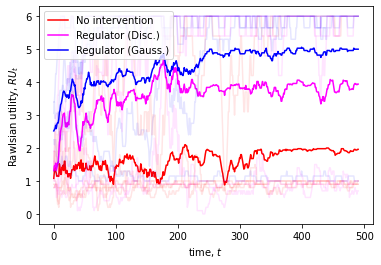 No intervention
Regulator (Disc.)
Regulator (Gauss.)
Rawlsian utility, RUₜ
6
5
4
3
2
1
0
0 100 200 300 400 500
time, t